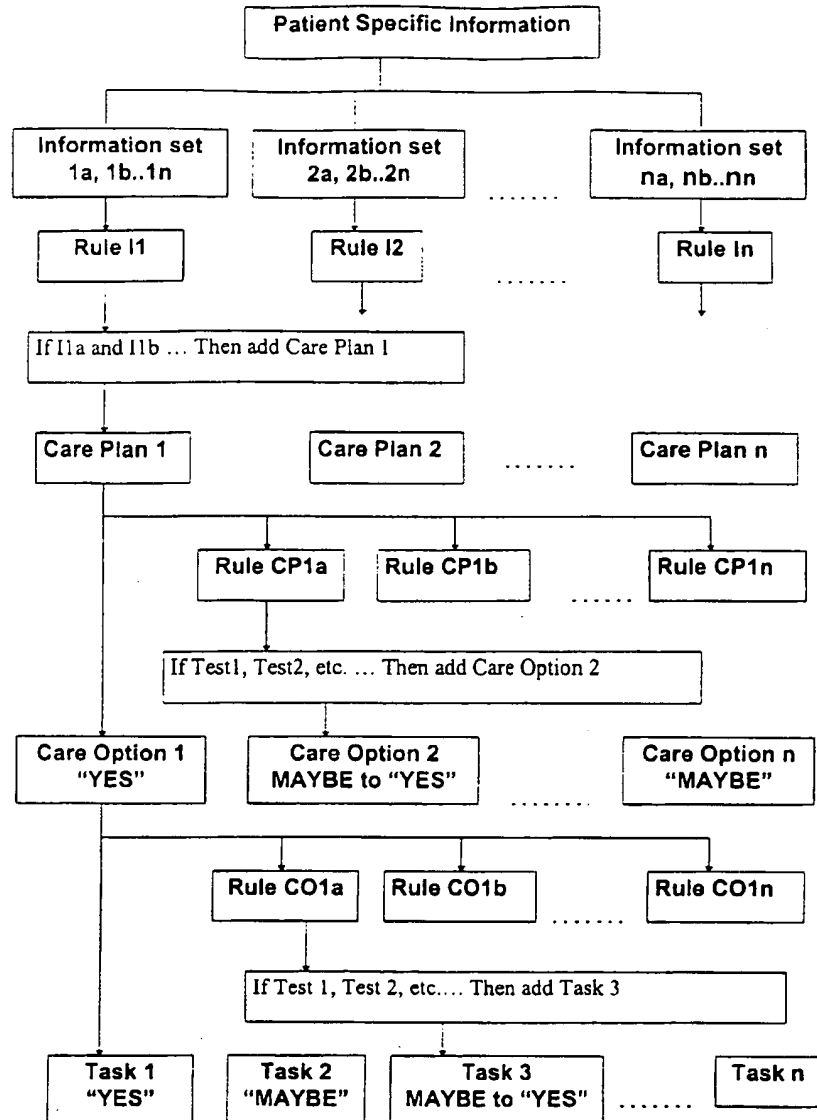 Patient Specific Information
Information set
1a, 1b..1n
Information set
2a, 2b..2n
.......
Information set
na, nb..nn
Rule I1
Rule I2
.......
Rule In
If I1a and I1b ... Then add Care Plan 1
Care Plan 1
Care Plan 2
.......
Care Plan n
Rule CP1a
Rule CP1b
......
Rule CP1n
If Test1, Test2, etc. ... Then add Care Option 2
Care Option 1
“YES”
Care Option 2
MAYBE to “YES”
.......
Care Option n
“MAYBE”
Rule CO1a
Rule CO1b
.......
Rule CO1n
If Test 1, Test 2, etc.... Then add Task 3
Task 1
“YES”
Task 2
“MAYBE”
Task 3
MAYBE to “YES”
.......
Task n